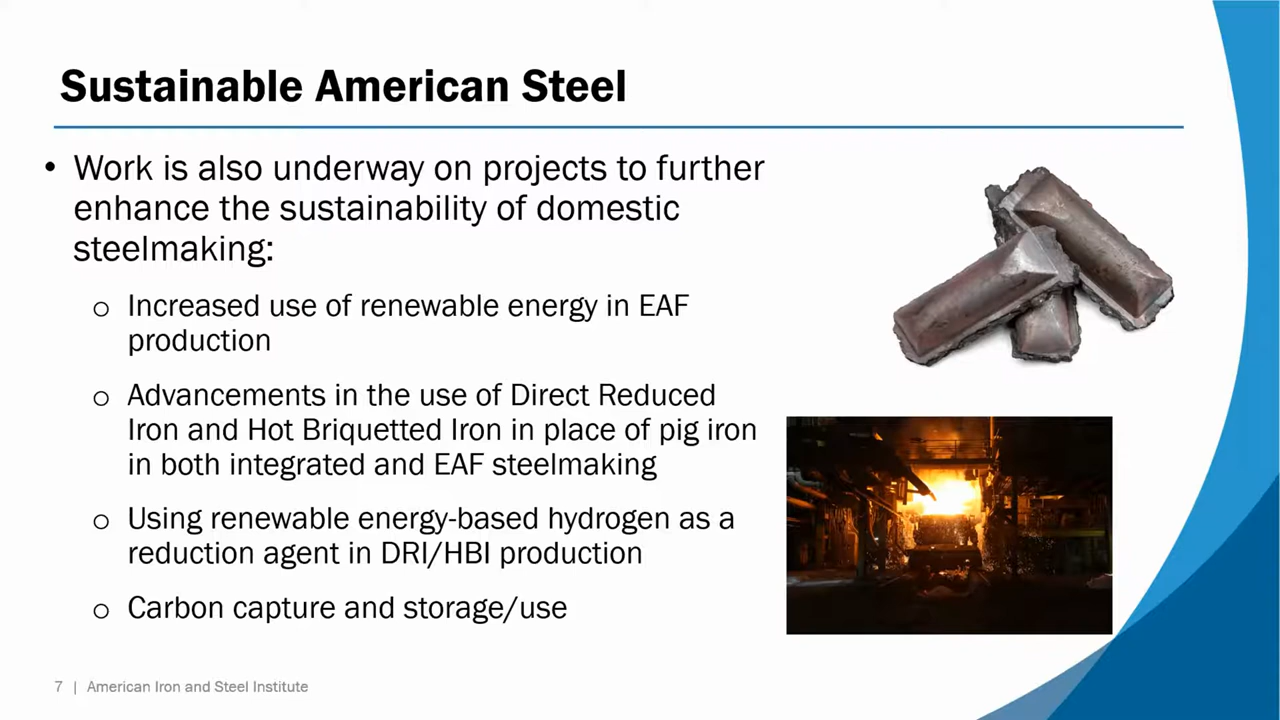 Sustainable American Steel
• Work is also underway on projects to further
enhance the sustainability of domestic
steelmaking:
o Increased use of renewable energy in EAF
production
o Advancements in the use of Direct Reduced
Iron and Hot Briquetted Iron in place of pig iron
in both integrated and EAF steelmaking
o Using renewable energy-based hydrogen as a
reduction agent in DRI/HBI production
o Carbon capture and storage/use
7 | American Iron and Steel Institute